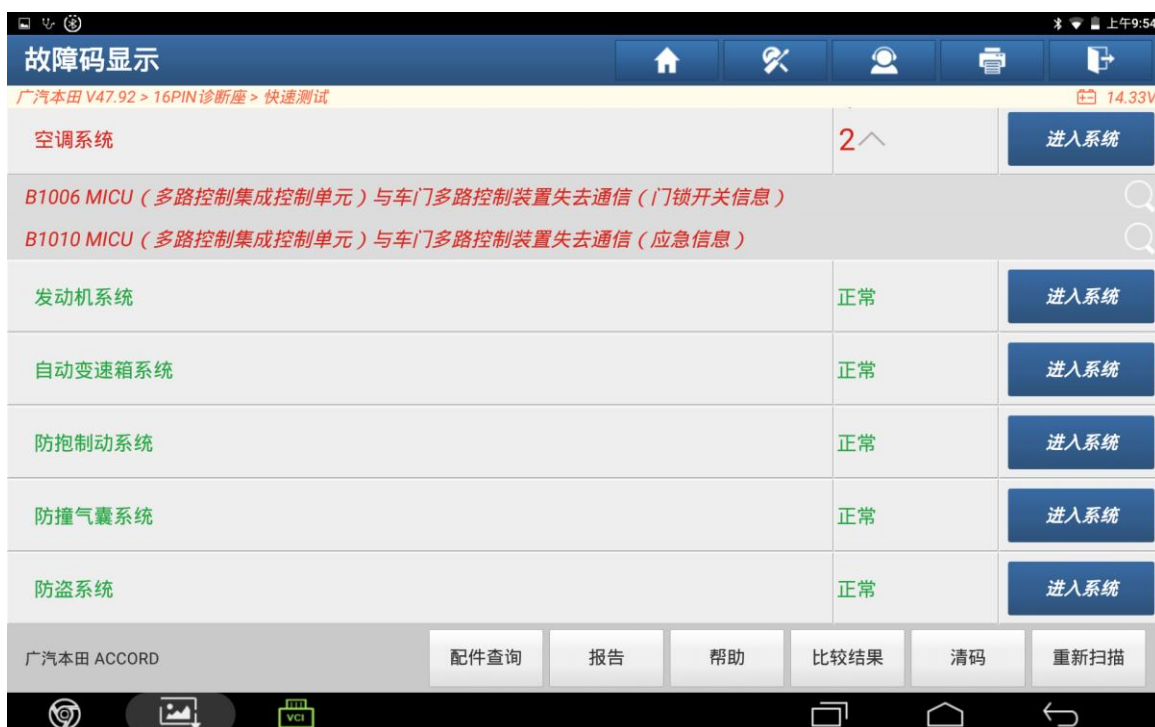 上午9:54
故障码显示
广汽本田 V47.92 > 16PIN诊断座 > 快速测试 14.33V
空调系统 2 进入系统
B1006 MICU（多路控制集成控制单元）与车门多路控制装置失去通信（门锁开关信息）
B1010 MICU（多路控制集成控制单元）与车门多路控制装置失去通信（应急信息）
发动机系统 正常 进入系统
自动变速箱系统 正常 进入系统
防抱制动系统 正常 进入系统
防撞气囊系统 正常 进入系统
防盗系统 正常 进入系统
广汽本田 ACCORD 配件查询 报告 帮助 比较结果 清码 重新扫描
VCI